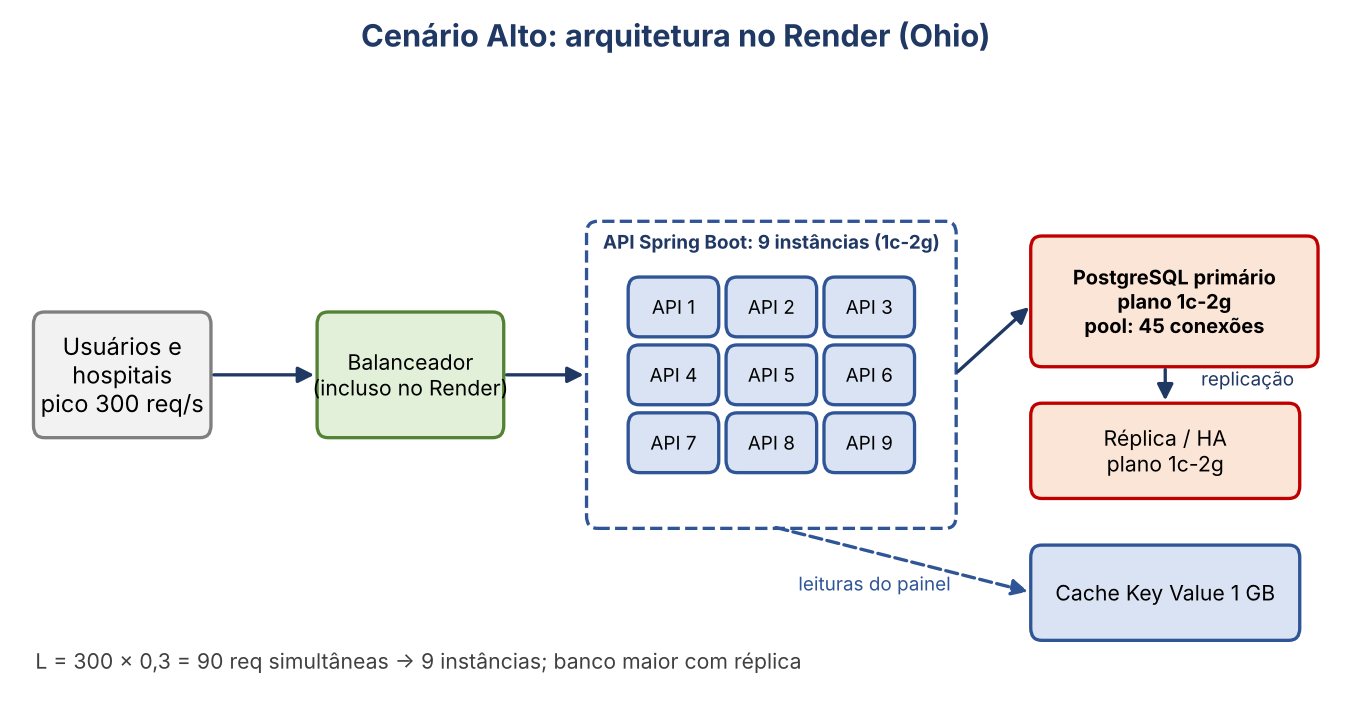 Cenário Alto: arquitetura no Render (Ohio)
Usuários e
hospitais
pico 300 req/s
Balanceador
(incluso no Render)
API Spring Boot: 9 instâncias (1c-2g)
API 1
API 2
API 3
API 4
API 5
API 6
API 7
API 8
API 9
PostgreSQL primário
plano 1c-2g
pool: 45 conexões
replicação
Réplica / HA
plano 1c-2g
leituras do painel
Cache Key Value 1 GB
L = 300 × 0,3 = 90 req simultâneas → 9 instâncias; banco maior com réplica